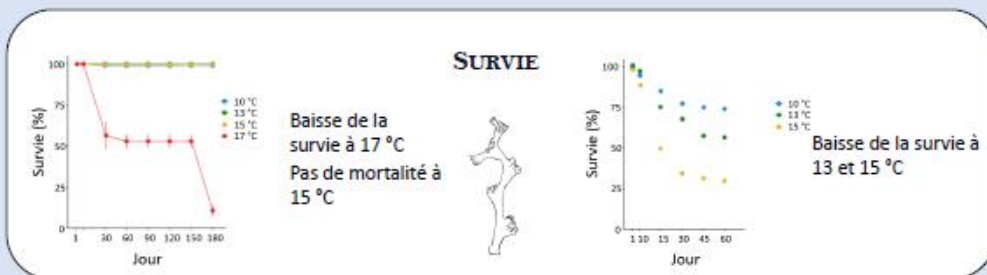 SURVIE
100
75
50
25
0
Survie (%)
1 30 60 90 120 150 180
Jour
10 °C
13 °C
15 °C
17 °C
Baisse de la
survie à 17 °C
Pas de mortalité à
15 °C
100
75
50
25
0
Survie (%)
1 10 15 30 45 60
Jour
10 °C
13 °C
15 °C
Baisse de la survie à
13 et 15 °C